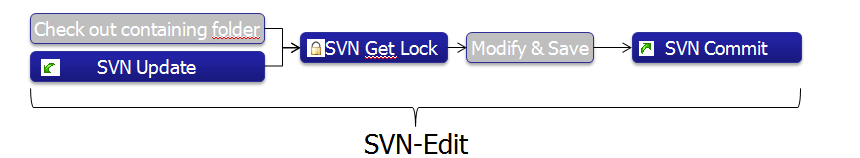 Check out containing folder
SVN Update
SVN Get Lock
Modify & Save
SVN Commit
SVN-Edit